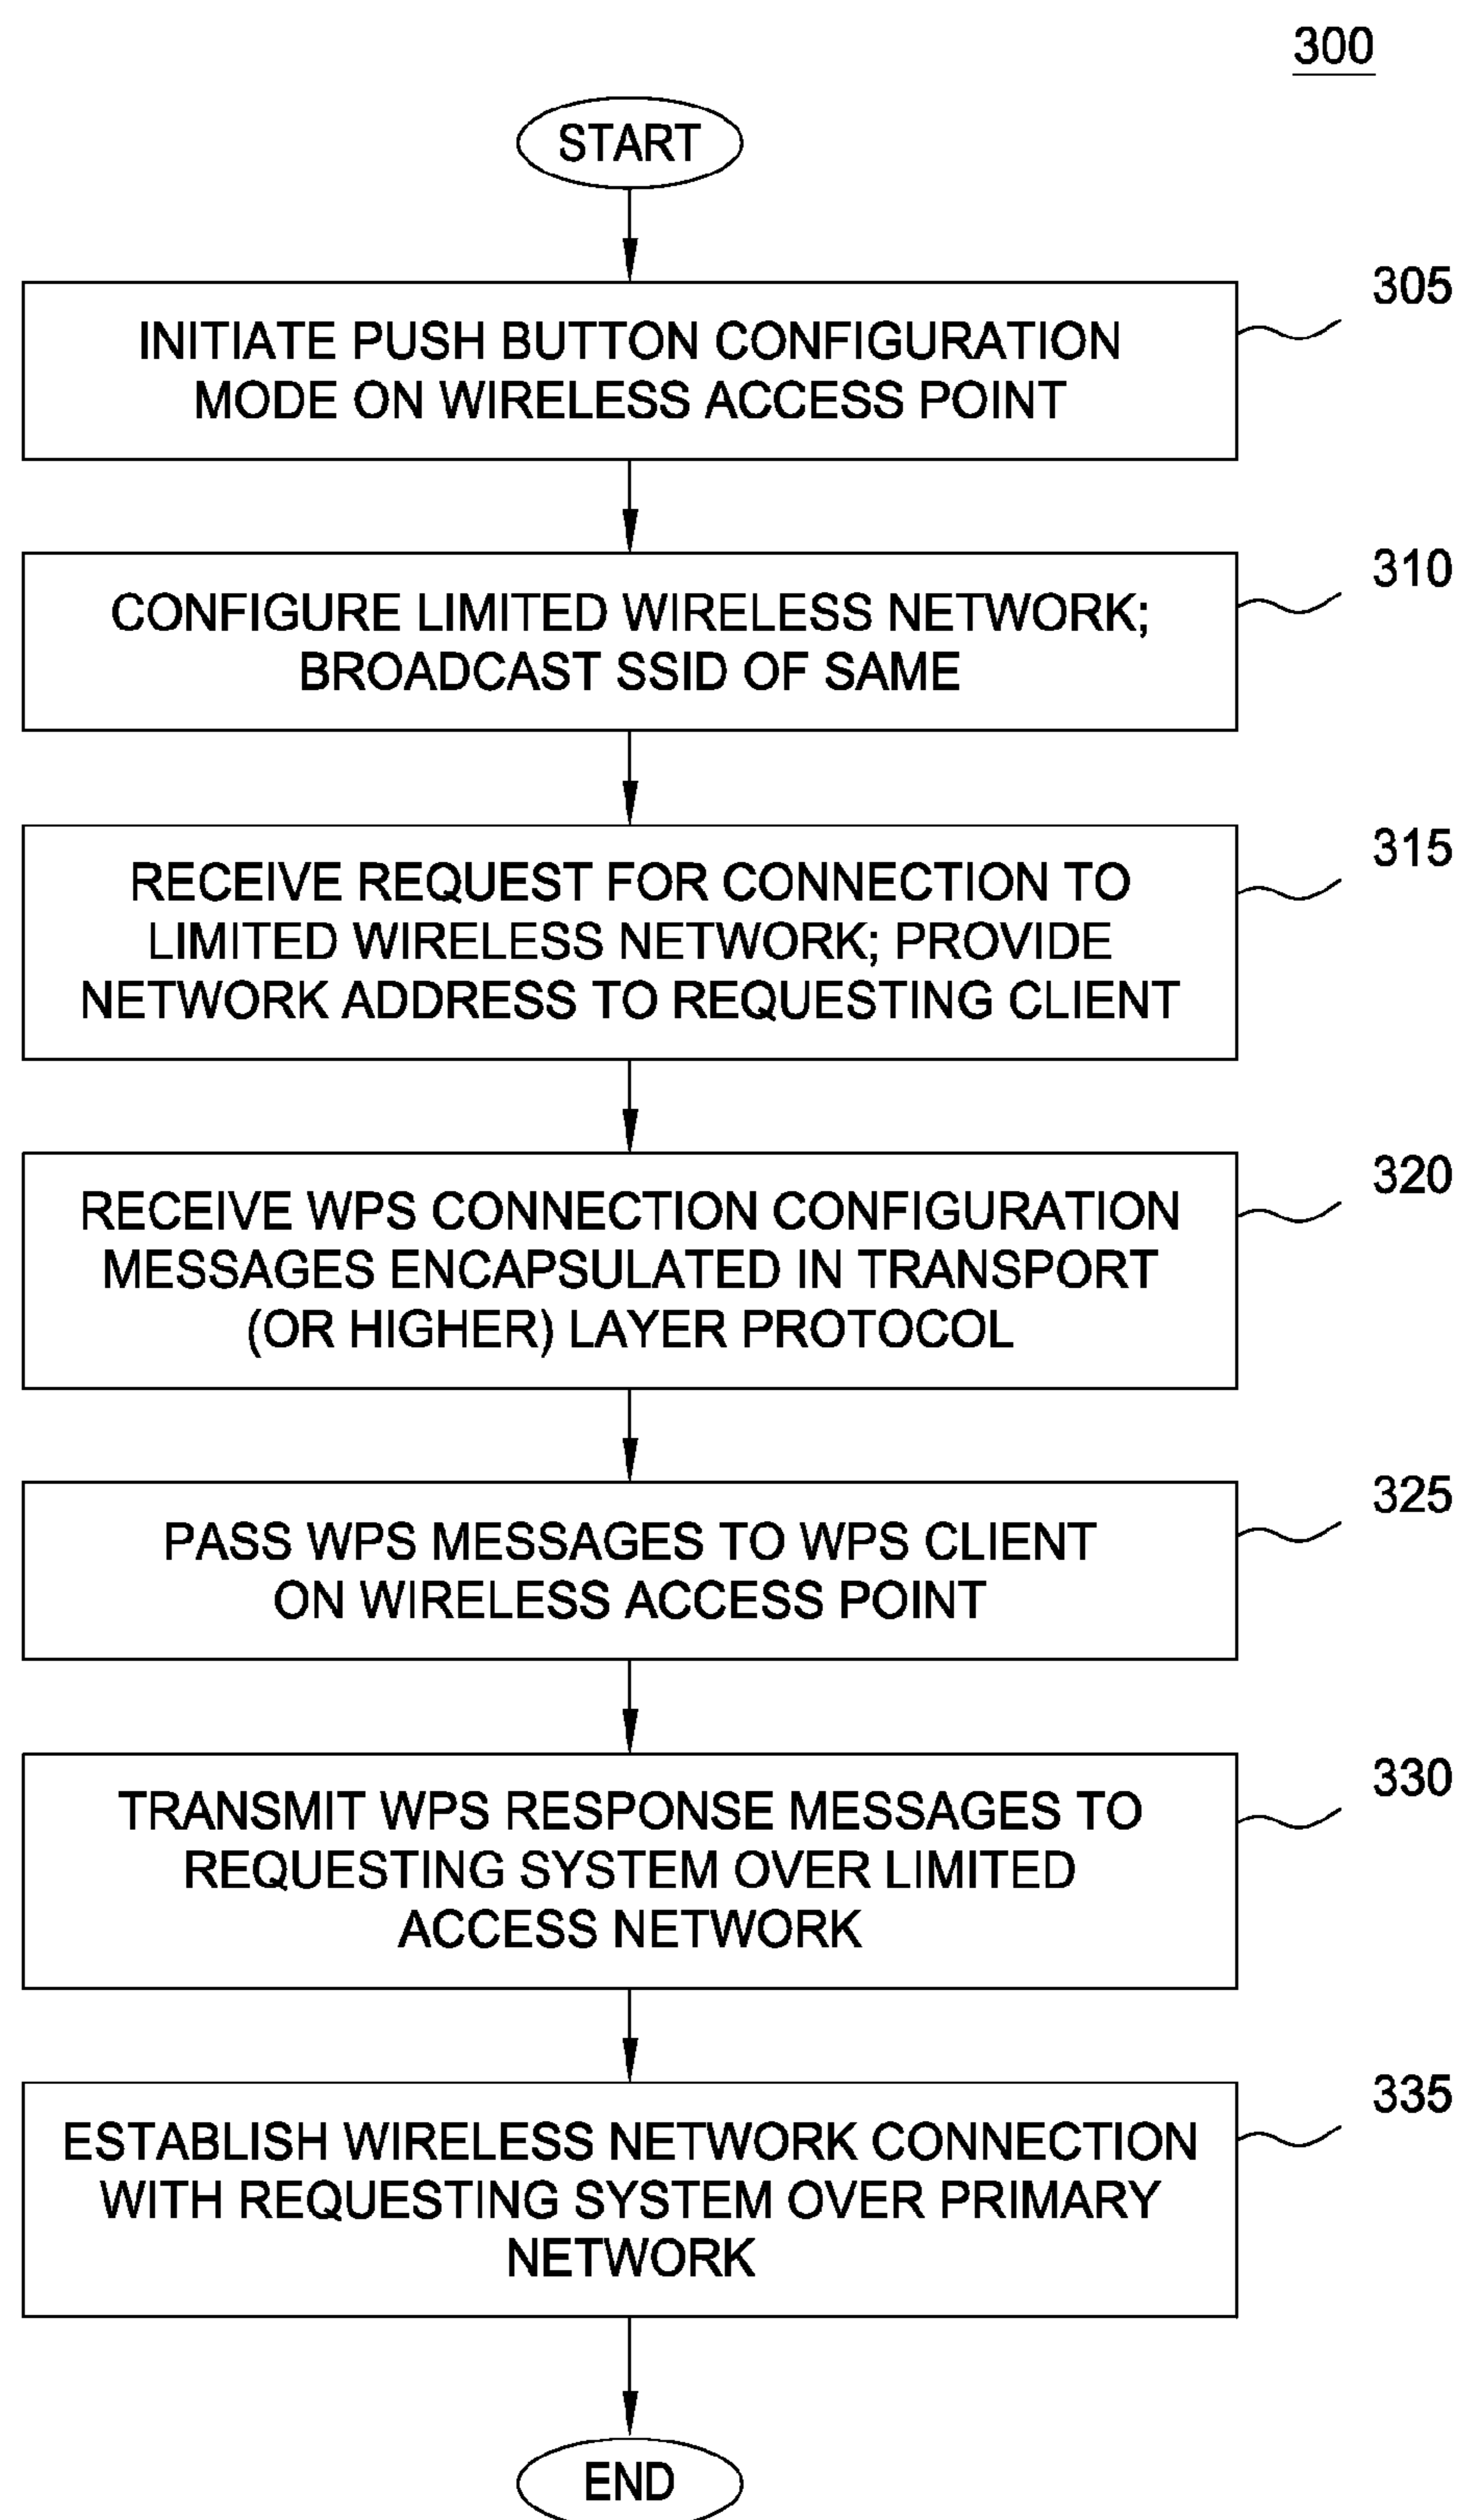 300
START
305
INITIATE PUSH BUTTON CONFIGURATION
MODE ON WIRELESS ACCESS POINT
310
CONFIGURE LIMITED WIRELESS NETWORK;
BROADCAST SSID OF SAME
315
RECEIVE REQUEST FOR CONNECTION TO
LIMITED WIRELESS NETWORK; PROVIDE
NETWORK ADDRESS TO REQUESTING CLIENT
320
RECEIVE WPS CONNECTION CONFIGURATION
MESSAGES ENCAPSULATED IN TRANSPORT
(OR HIGHER) LAYER PROTOCOL
325
PASS WPS MESSAGES TO WPS CLIENT
ON WIRELESS ACCESS POINT
330
TRANSMIT WPS RESPONSE MESSAGES TO
REQUESTING SYSTEM OVER LIMITED
ACCESS NETWORK
335
ESTABLISH WIRELESS NETWORK CONNECTION
WITH REQUESTING SYSTEM OVER PRIMARY
NETWORK
END